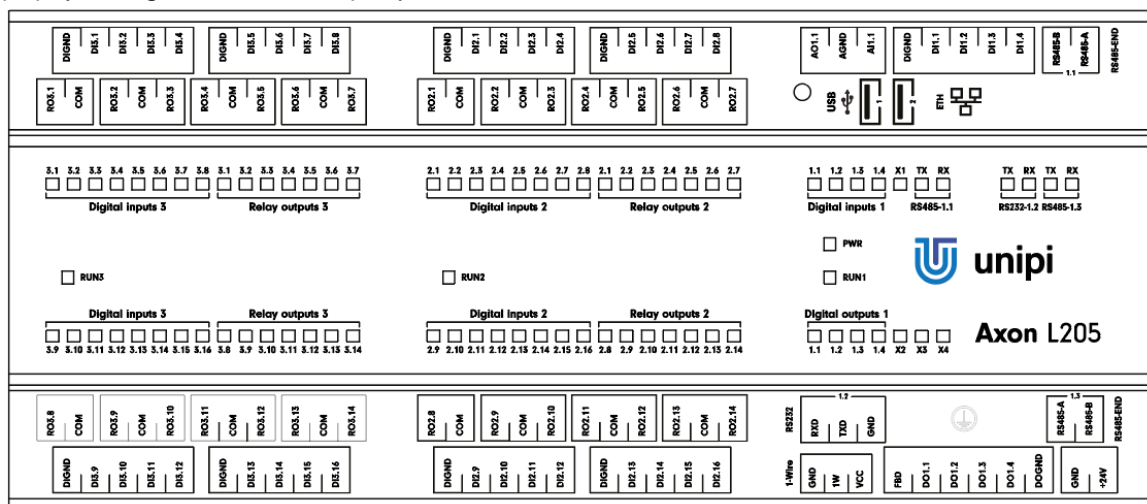 DIGND DI3.1 DI3.2 DI3.3 DI3.4 DI3.5 DI3.6 DI3.7 DI3.8 DIGND DI2.1 DI2.2 DI2.3 DI2.4 DIGND DI2.5 DI2.6 DI2.7 DI2.8 AO1.1 AGND AI1.1 DIGND DI1.1 DI1.2 DI1.3 DI1.4 RS485-B RS485-A RS485-END
1.1
RO3.1 COM RO3.2 COM RO3.3 RO3.4 COM RO3.5 RO3.6 COM RO3.7 RO2.1 COM RO2.2 COM RO2.3 RO2.4 COM RO2.5 RO2.6 COM RO2.7 USB 1 2 ETH
3.1 3.2 3.3 3.4 3.5 3.6 3.7 3.8 3.1 3.2 3.3 3.4 3.5 3.6 3.7 2.1 2.2 2.3 2.4 2.5 2.6 2.7 2.8 2.1 2.2 2.3 2.4 2.5 2.6 2.7 1.1 1.2 1.3 1.4 X1 TX RX TX RX TX RX
Digital inputs 3 Relay outputs 3 Digital inputs 2 Relay outputs 2 Digital inputs 1 RS485-1.1 RS232-1.2 RS485-1.3
PWR
unipi
RUN3 RUN2 RUN1
Digital inputs 3 Relay outputs 3 Digital inputs 2 Relay outputs 2 Digital outputs 1
Axon L205
3.9 3.10 3.11 3.12 3.13 3.14 3.15 3.16 3.8 3.9 3.10 3.11 3.12 3.13 3.14 2.9 2.10 2.11 2.12 2.13 2.14 2.15 2.16 2.8 2.9 2.10 2.11 2.12 2.13 2.14 1.1 1.2 1.3 1.4 X2 X3 X4
1.2 1.3
RO3.8 COM RO3.9 COM RO3.10 RO3.11 COM RO3.12 RO3.13 COM RO3.14 RO2.8 COM RO2.9 COM RO2.10 RO2.11 COM RO2.12 RO2.13 COM RO2.14 RS232 RXD TXD GND RS485-A RS485-B RS485-END
DIGND DI3.9 DI3.10 DI3.11 DI3.12 DIGND DI3.13 DI3.14 DI3.15 DI3.16 DIGND DI2.9 DI2.10 DI2.11 DI2.12 DIGND DI2.13 DI2.14 DI2.15 DI2.16 1-Wire GND 1W VCC FBD DO1.1 DO1.2 DO1.3 DO1.4 DOGND GND +24V